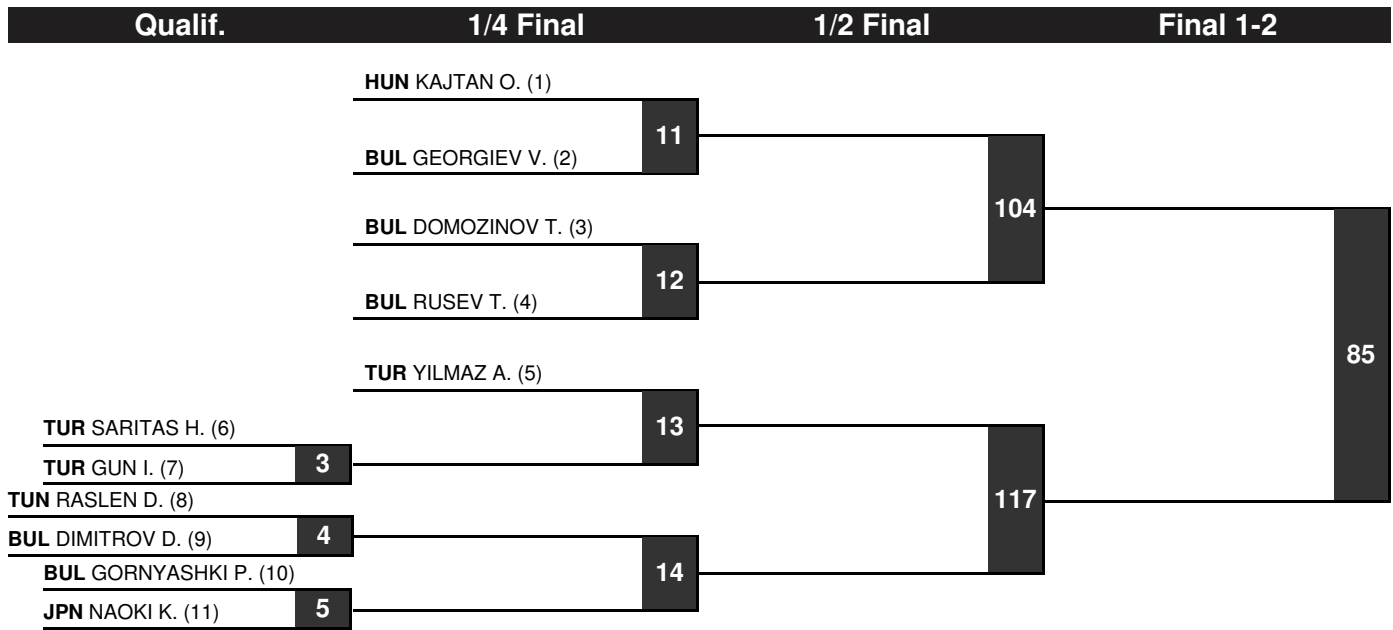 Qualif. 1/4 Final 1/2 Final Final 1-2
HUN KAJTAN O. (1)
11
BUL GEORGIEV V. (2)
104
BUL DOMOZINOV T. (3)
12
BUL RUSEV T. (4)
85
TUR YILMAZ A. (5)
13
TUR SARITAS H. (6)
3
TUR GUN I. (7)
TUN RASLEN D. (8)
117
4
BUL DIMITROV D. (9)
BUL GORNYASHKI P. (10)
14
5
JPN NAOKI K. (11)